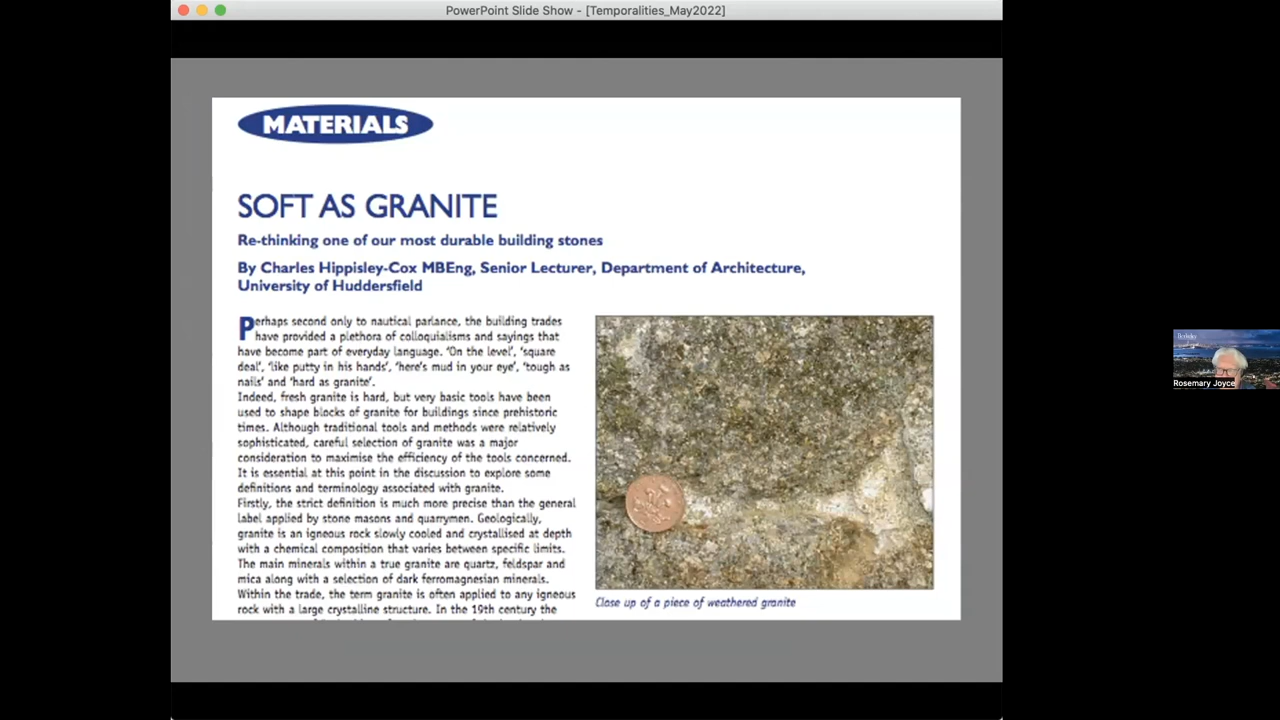 PowerPoint Slide Show - [Temporalities_May2022]
MATERIALS
SOFT AS GRANITE
Re-thinking one of our most durable building stones
By Charles Hippisley-Cox MBEng, Senior Lecturer, Department of Architecture,
University of Huddersfield
Perhaps second only to nautical parlance, the building trades
have provided a plethora of colloquialisms and sayings that
have become part of everyday language. 'On the level', 'square
deal', 'like putty in his hands', 'here's mud in your eye', 'tough as
nails' and 'hard as granite'.
Indeed, fresh granite is hard, but very basic tools have been
used to shape blocks of granite for buildings since prehistoric
times. Although traditional tools and methods were relatively
sophisticated, careful selection of granite was a major
consideration to maximise the efficiency of the tools concerned.
It is essential at this point in the discussion to explore some
definitions and terminology associated with granite.
Firstly, the strict definition is much more precise than the general
label applied by stone masons and quarrymen. Geologically,
granite is an igneous rock slowly cooled and crystallised at depth
with a chemical composition that varies between specific limits.
The main minerals within a true granite are quartz, feldspar and
mica along with a selection of dark ferromagnesian minerals.
Within the trade, the term granite is often applied to any igneous
rock with a large crystalline structure. In the 19th century the
Close up of a piece of weathered granite
Rosemary Joyce